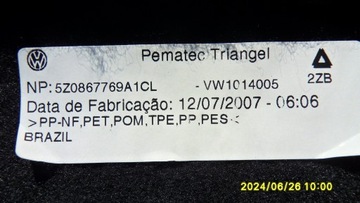 Pematec Triangel
NP: 5Z0867769A1CL - VW1014005 2ZB
Data de Fabricação: 12/07/2007 - 06:06
>PP-NF,PET,POM,TPE,PP,PES<
BRAZIL
2024/06/26 10:00